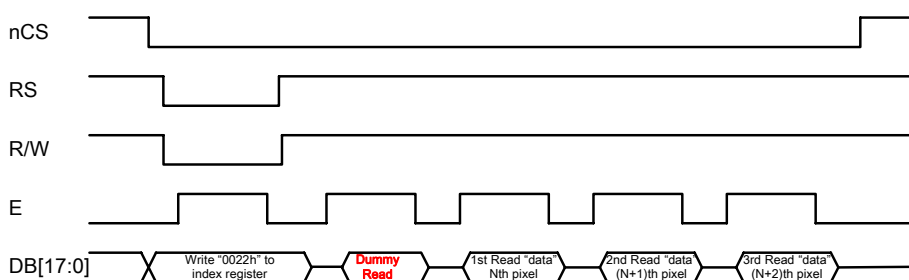 nCS
RS
R/W
E
DB[17:0]
Write “0022h” to
index register
Dummy
Read
1st Read “data”
Nth pixel
2nd Read “data”
(N+1)th pixel
3rd Read “data”
(N+2)th pixel